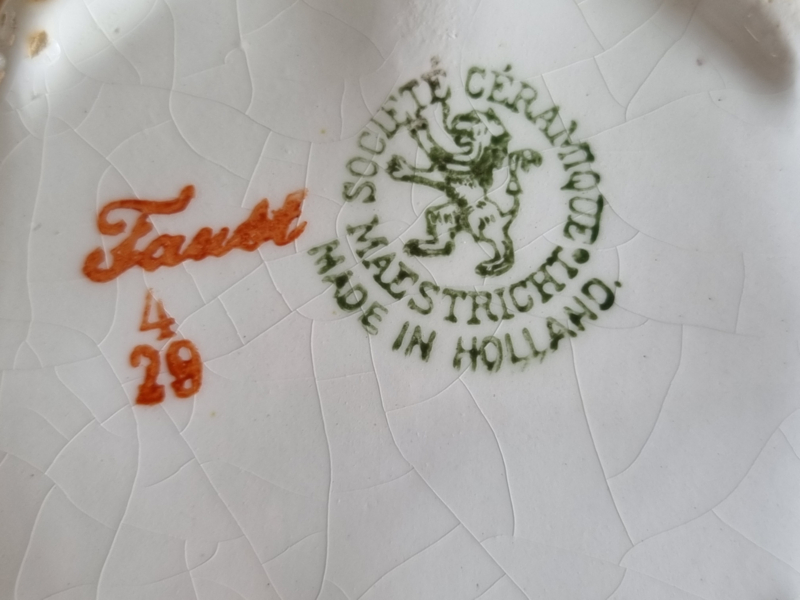 Faust
4
29
SOCIÉTÉ CÉRAMIQUE.
MAESTRICHT.
MADE IN HOLLAND.